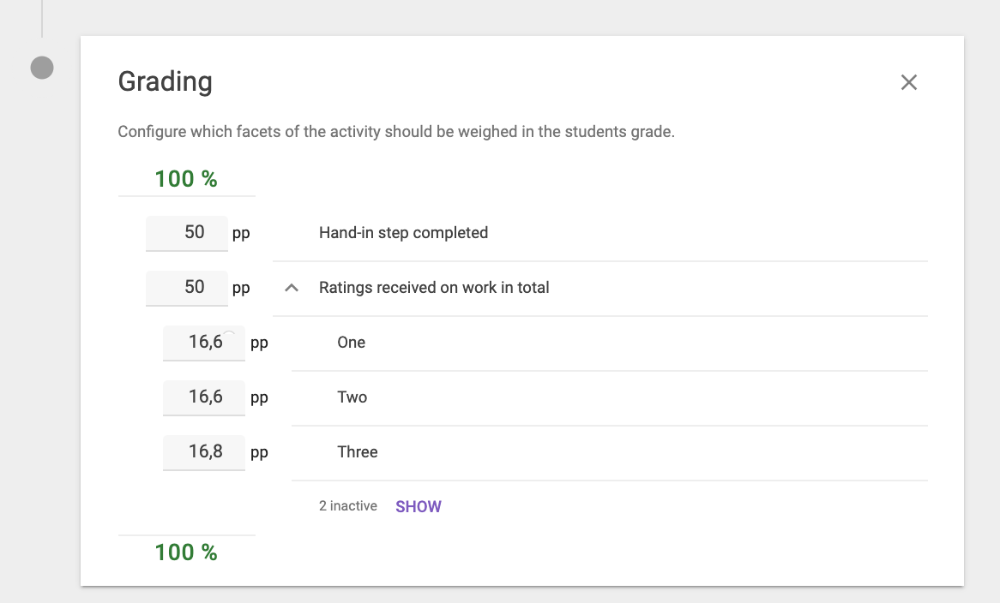 Grading
Configure which facets of the activity should be weighed in the students grade.
100 %
50 pp Hand-in step completed
50 pp Ratings received on work in total
16,6 pp One
16,6 pp Two
16,8 pp Three
2 inactive SHOW
100 %